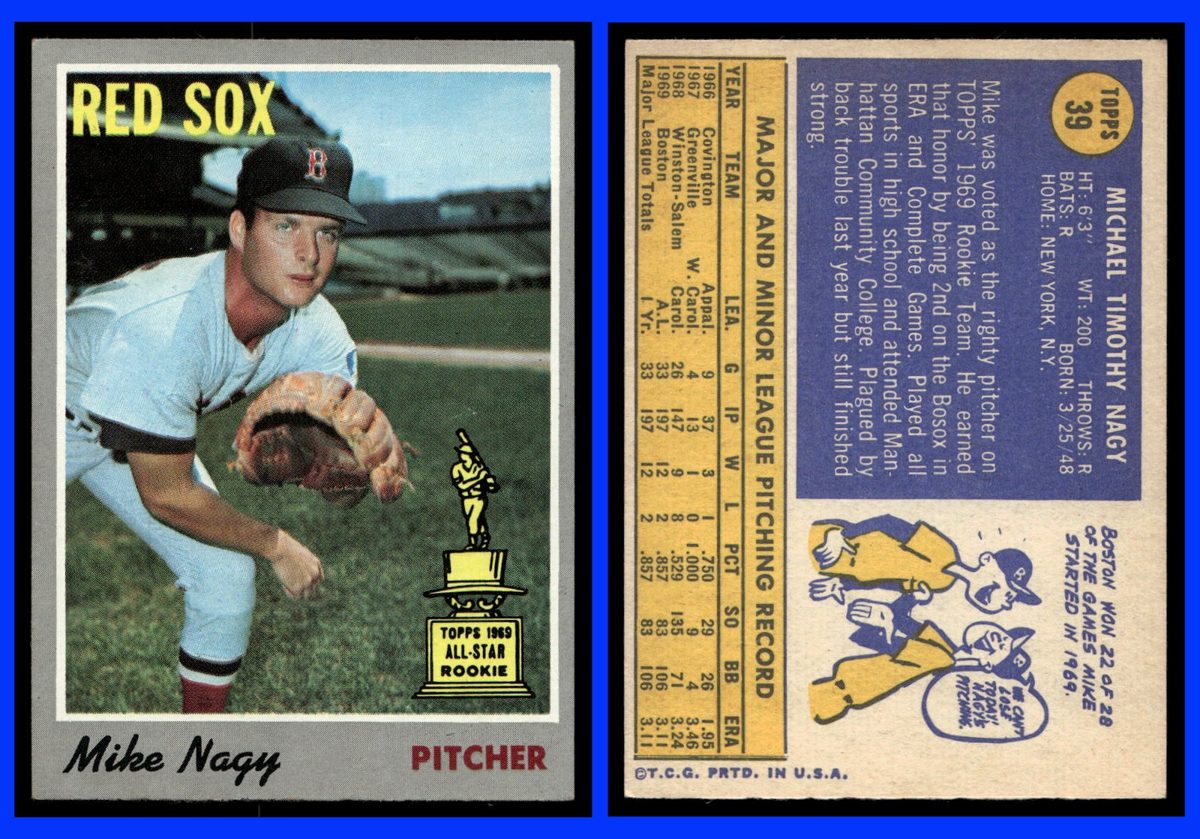 RED SOX
B
TOPPS 1969
ALL-STAR
ROOKIE
Mike Nagy
PITCHER
TOPPS
39
MICHAEL TIMOTHY NAGY
HT: 6'3" WT: 200 THROWS: R
BATS: R BORN: 3/25/48
HOME: NEW YORK, N.Y.
Mike was voted as the righty pitcher on
TOPPS' 1969 Rookie Team. He earned
that honor by being 2nd on the Bosox in
ERA and Complete Games. Played all
sports in high school and attended Man-
hattan Community College. Plagued by
back trouble last year but still finished
strong.
BOSTON WON 22 OF 28
OF THE GAMES MIKE
STARTED IN 1969.
B
B
WE CAN'T
LOSE
TODAY!
NAGY'S
PITCHING.
MAJOR AND MINOR LEAGUE PITCHING RECORD
YEAR TEAM LEA. G IP W L PCT SO BB ERA
1966 Covington Appal. 9 37 3 1 .750 29 26 1.95
1967 Greenville W. Carol. 4 13 1 0 1.000 9 4 3.46
1968 Winston-Salem Carol. 26 147 9 8 .529 135 71 3.24
1969 Boston A.L. 33 197 12 2 .857 83 106 3.11
Major League Totals 1 Yr. 33 197 12 2 .857 83 106 3.11
©T.C.G. PRTD. IN U.S.A.